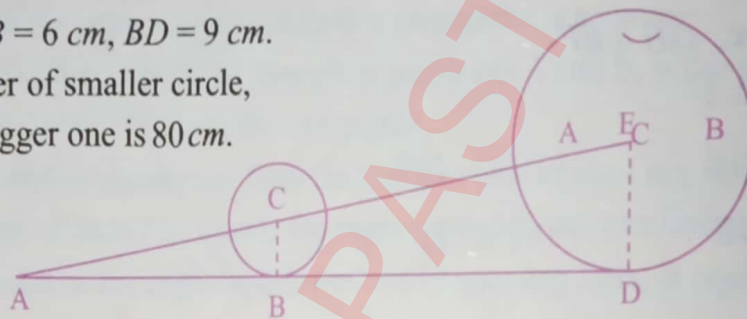 = 6 cm, BD = 9 cm.
er of smaller circle,
gger one is 80 cm.
A E C B
C
A B D
PAST